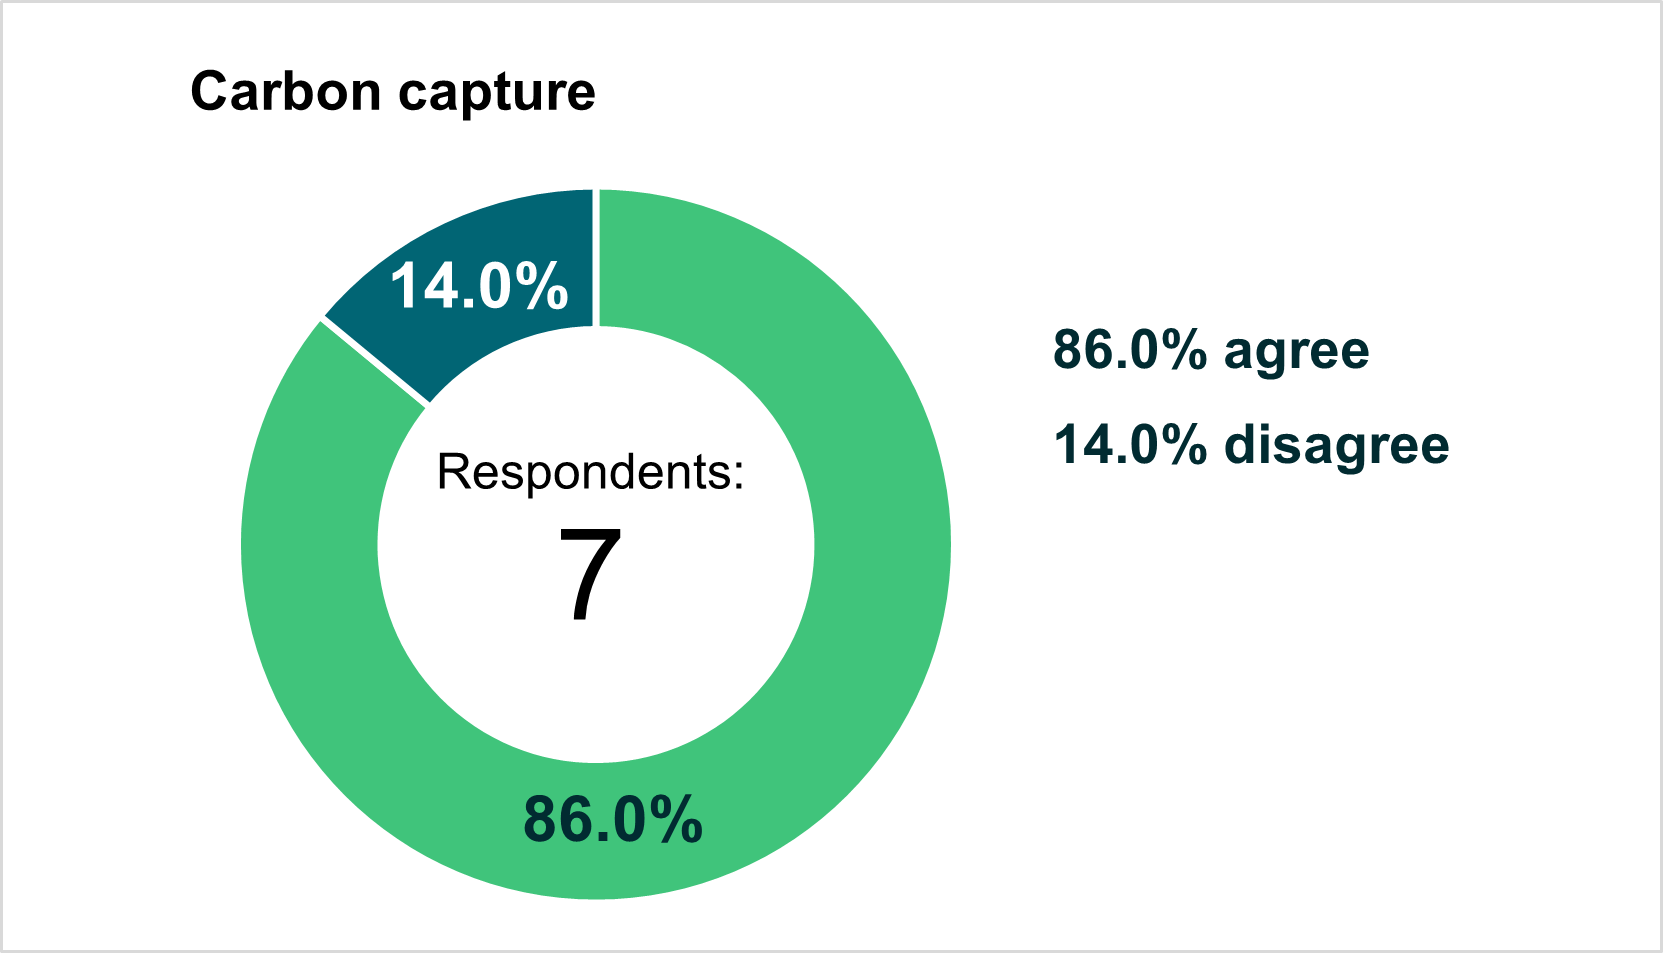 Carbon capture
14.0%
86.0% agree
14.0% disagree
Respondents:
7
86.0%